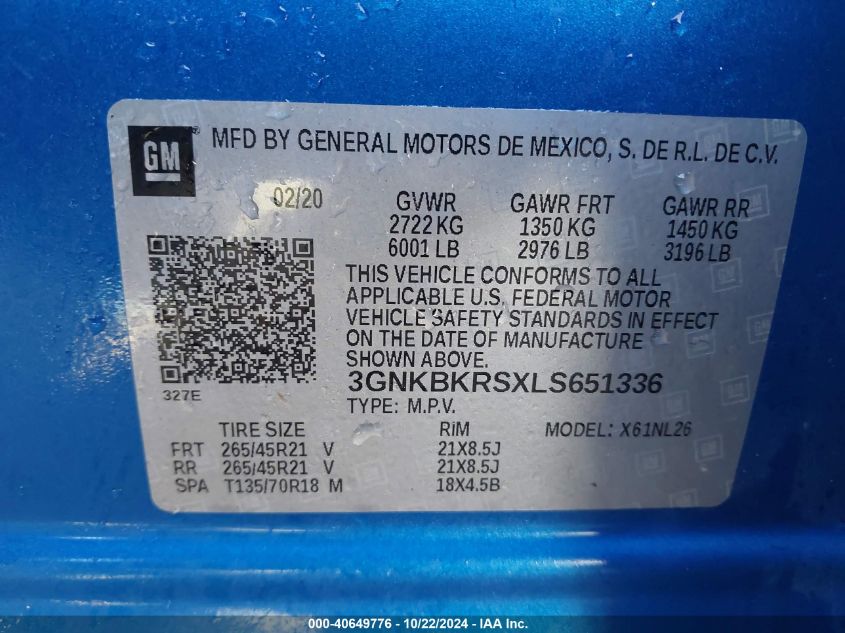 GM
MFD BY GENERAL MOTORS DE MEXICO, S. DE R.L. DE C.V.
02/20 GVWR GAWR FRT GAWR RR
2722 KG 1350 KG 1450 KG
6001 LB 2976 LB 3196 LB
THIS VEHICLE CONFORMS TO ALL
APPLICABLE U.S. FEDERAL MOTOR
VEHICLE SAFETY STANDARDS IN EFFECT
ON THE DATE OF MANUFACTURE
SHOWN ABOVE.
327E
3GNKBKRSXLS651336
TYPE: M.P.V.
TIRE SIZE RIM MODEL: X61NL26
FRT 265/45R21 V 21X8.5J
RR 265/45R21 V 21X8.5J
SPA T135/70R18 M 18X4.5B
000-40649776 - 10/22/2024 - IAA Inc.